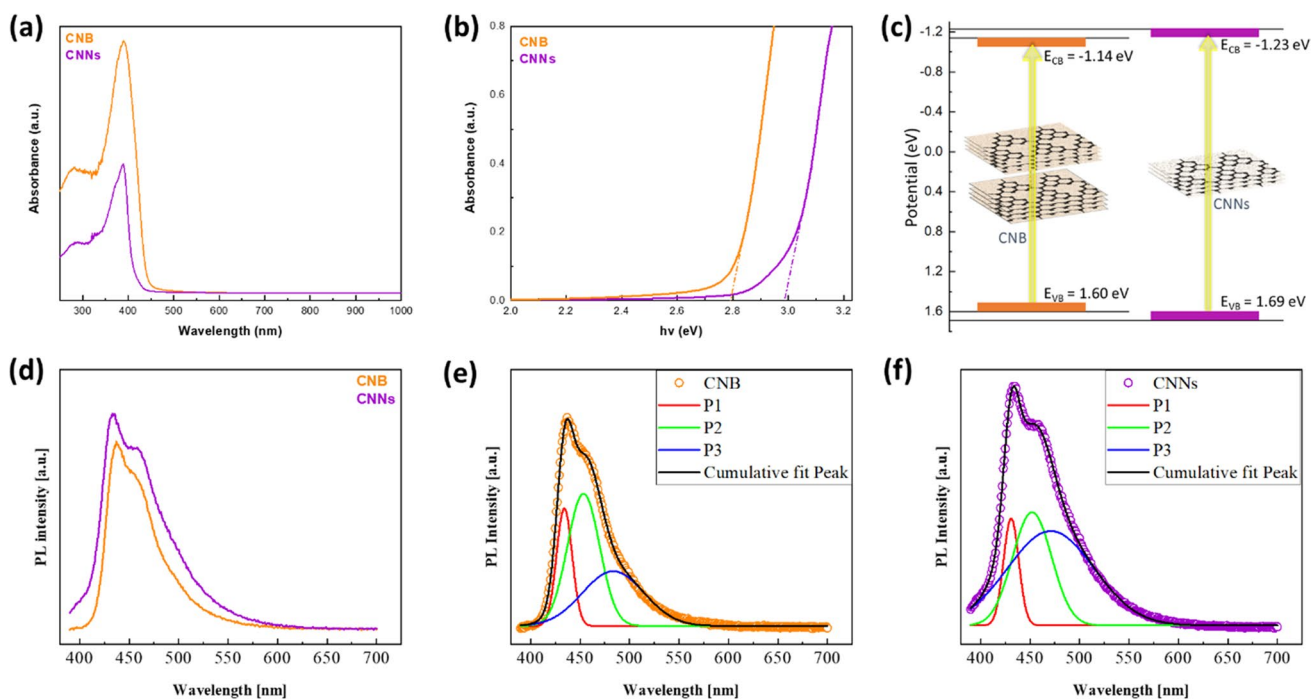 (a)
CNB
CNNs
Absorbance (a.u.)
300 400 500 600 700 800 900 1000
Wavelength (nm)
(b)
CNB
CNNs
Absorbance (a.u.)
0.8
0.6
0.4
0.2
0.0
2.0 2.2 2.4 2.6 2.8 3.0 3.2
hν (eV)
(c)
Potential (eV)
-1.2
-0.8
-0.4
0.0
0.4
0.8
1.2
1.6
E_CB = -1.14 eV
E_CB = -1.23 eV
CNB
CNNs
E_VB = 1.60 eV
E_VB = 1.69 eV
(d)
CNB
CNNs
PL intensity [a.u.]
400 450 500 550 600 650 700
Wavelength [nm]
(e)
CNB
P1
P2
P3
Cumulative fit Peak
PL Intensity [a.u.]
400 450 500 550 600 650 700
Wavelength [nm]
(f)
CNNs
P1
P2
P3
Cumulative fit Peak
PL Intensity [a.u.]
400 450 500 550 600 650 700
Wavelength [nm]